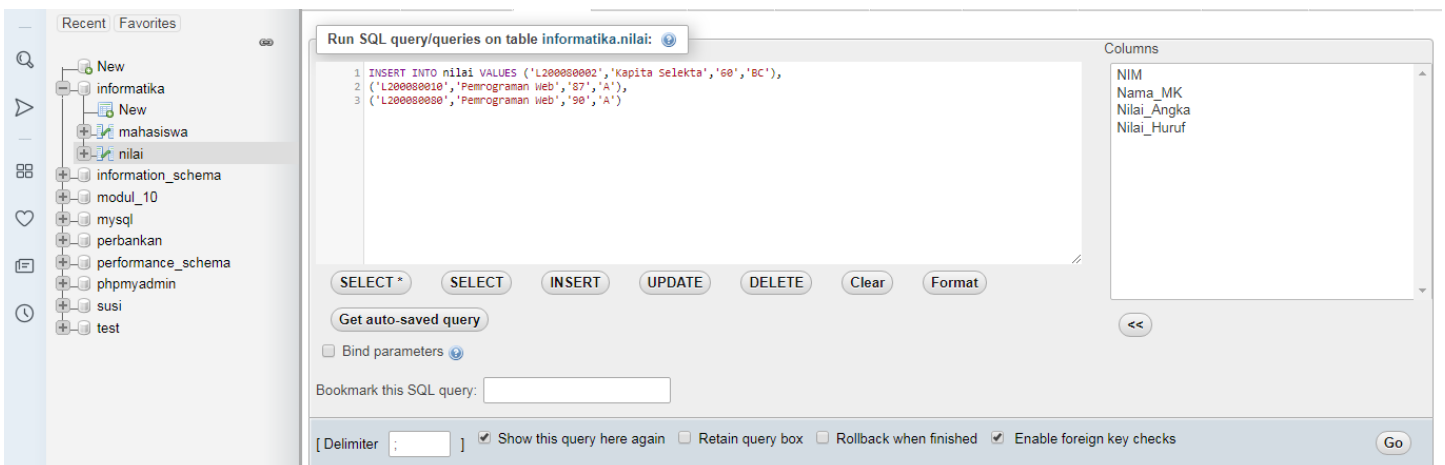 Recent Favorites
New
informatika
New
mahasiswa
nilai
information_schema
modul_10
mysql
perbankan
performance_schema
phpmyadmin
susi
test
Run SQL query/queries on table informatika.nilai:
1 INSERT INTO nilai VALUES ('L200080002','Kapita Selekta','60','BC'),
2 ('L200080010','Pemrograman Web','87','A'),
3 ('L200080080','Pemrograman Web','90','A')
Columns
NIM
Nama_MK
Nilai_Angka
Nilai_Huruf
SELECT * SELECT INSERT UPDATE DELETE Clear Format
Get auto-saved query
<<
Bind parameters
Bookmark this SQL query:
[ Delimiter ; ] Show this query here again Retain query box Rollback when finished Enable foreign key checks Go